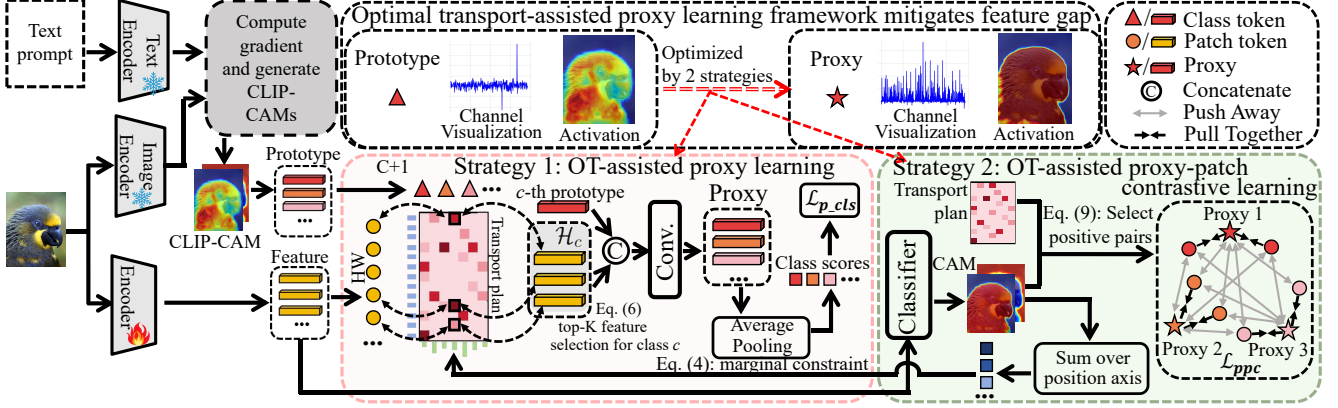 Text
prompt
Text
Encoder
Compute
gradient
and generate
CLIP-
CAMs
Image
Encoder
Encoder
CLIP-CAM
Prototype
...
Feature
...
Optimal transport-assisted proxy learning framework mitigates feature gap
Prototype
Channel
Visualization
Activation
Optimized
by 2 strategies
Proxy
Channel
Visualization
Activation
/ Class token
/ Patch token
/ Proxy
C Concatenate
Push Away
Pull Together
Strategy 1: OT-assisted proxy learning
C+1
...
HW
...
Transport plan
c-th prototype
ℋ_c
Eq. (6)
top-K feature
selection for class c
C
Conv.
Proxy
...
Average
Pooling
Class scores
...
ℒ_p_cls
Eq. (4): marginal constraint
Strategy 2: OT-assisted proxy-patch
contrastive learning
Transport
plan
Eq. (9): Select
positive pairs
Classifier
CAM
Sum over
position axis
...
Proxy 1
Proxy 2
Proxy 3
ℒ_ppc